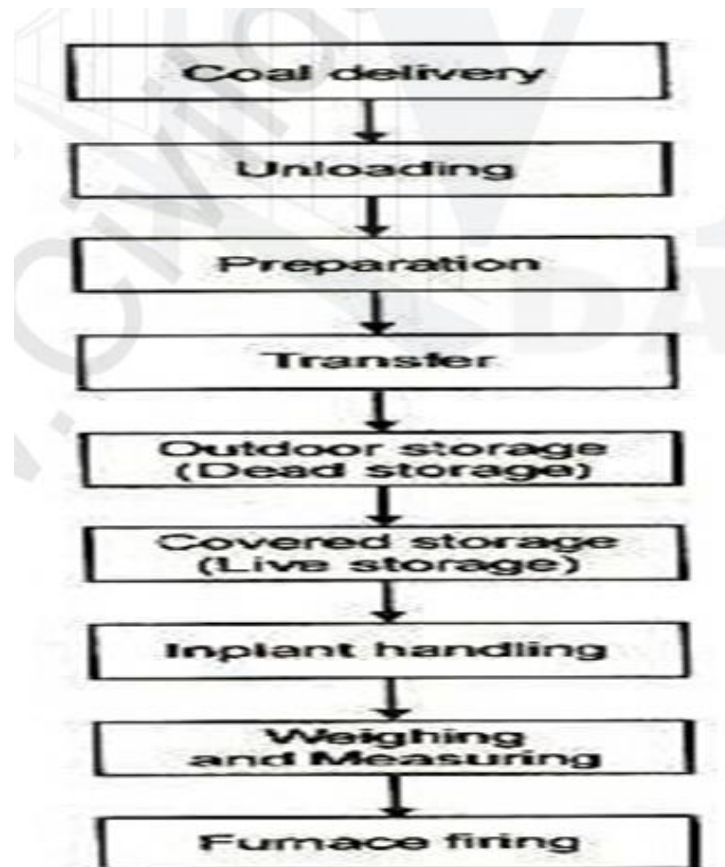 Coal delivery
Unloading
Preparation
Transfer
Outdoor storage
(Dead storage)
Covered storage
(Live storage)
Inplant handling
Weighing
and Measuring
Furnace firing